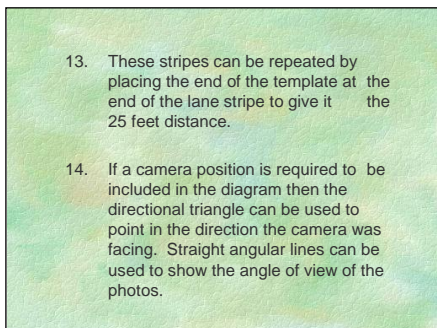 13. These stripes can be repeated by
placing the end of the template at the
end of the lane stripe to give it the
25 feet distance.
14. If a camera position is required to be
included in the diagram then the
directional triangle can be used to
point in the direction the camera was
facing. Straight angular lines can be
used to show the angle of view of the
photos.